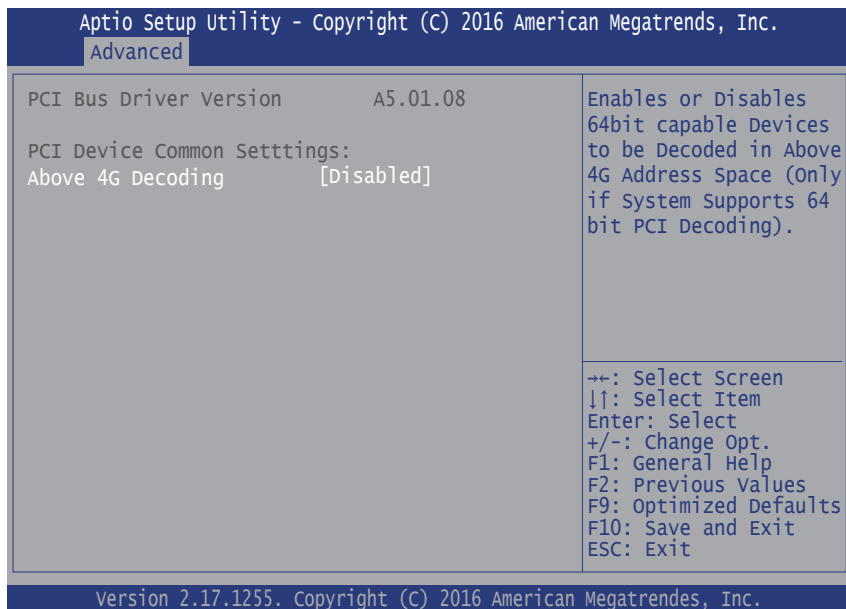 Aptio Setup Utility - Copyright (C) 2016 American Megatrends, Inc.
Advanced
PCI Bus Driver Version A5.01.08
PCI Device Common Setttings:
Above 4G Decoding [Disabled]
Enables or Disables
64bit capable Devices
to be Decoded in Above
4G Address Space (Only
if System Supports 64
bit PCI Decoding).
→←: Select Screen
↓↑: Select Item
Enter: Select
+/-: Change Opt.
F1: General Help
F2: Previous Values
F9: Optimized Defaults
F10: Save and Exit
ESC: Exit
Version 2.17.1255. Copyright (C) 2016 American Megatrendes, Inc.